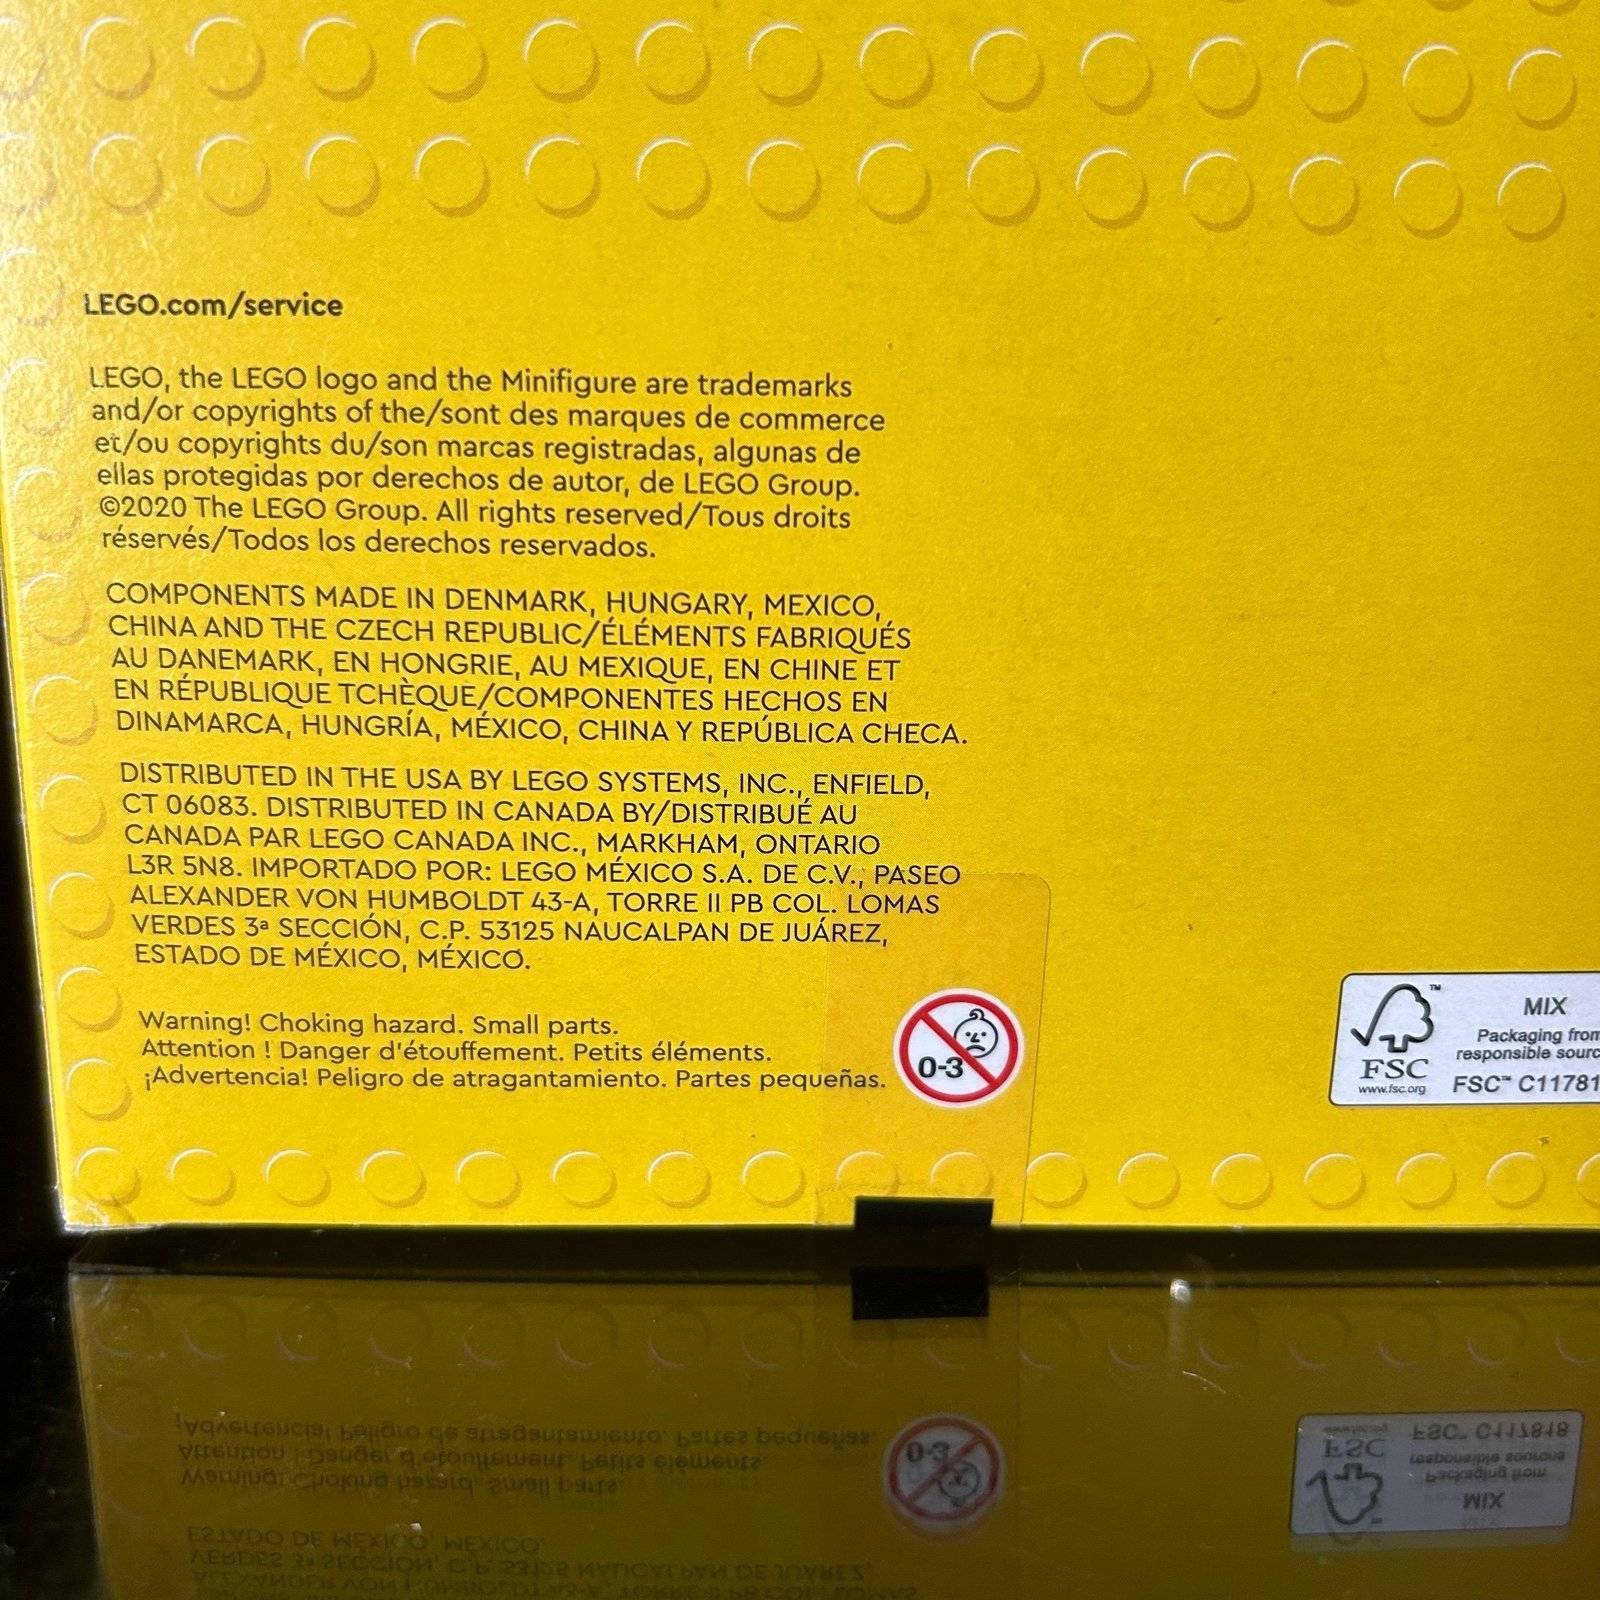 LEGO.com/service
LEGO, the LEGO logo and the Minifigure are trademarks
and/or copyrights of the/sont des marques de commerce
et/ou copyrights du/son marcas registradas, algunas de
ellas protegidas por derechos de autor, de LEGO Group.
©2020 The LEGO Group. All rights reserved/Tous droits
réservés/Todos los derechos reservados.
COMPONENTS MADE IN DENMARK, HUNGARY, MEXICO,
CHINA AND THE CZECH REPUBLIC/ÉLÉMENTS FABRIQUÉS
AU DANEMARK, EN HONGRIE, AU MEXIQUE, EN CHINE ET
EN RÉPUBLIQUE TCHÈQUE/COMPONENTES HECHOS EN
DINAMARCA, HUNGRÍA, MÉXICO, CHINA Y REPÚBLICA CHECA.
DISTRIBUTED IN THE USA BY LEGO SYSTEMS, INC., ENFIELD,
CT 06083. DISTRIBUTED IN CANADA BY/DISTRIBUÉ AU
CANADA PAR LEGO CANADA INC., MARKHAM, ONTARIO
L3R 5N8. IMPORTADO POR: LEGO MÉXICO S.A. DE C.V., PASEO
ALEXANDER VON HUMBOLDT 43-A, TORRE II PB COL. LOMAS
VERDES 3ª SECCIÓN, C.P. 53125 NAUCALPAN DE JUÁREZ,
ESTADO DE MÉXICO, MÉXICO.
Warning! Choking hazard. Small parts.
Attention ! Danger d'étouffement. Petits éléments.
¡Advertencia! Peligro de atragantamiento. Partes pequeñas.
0-3
FSC
www.fsc.org
MIX
Packaging from
responsible sourc
FSC™ C11781